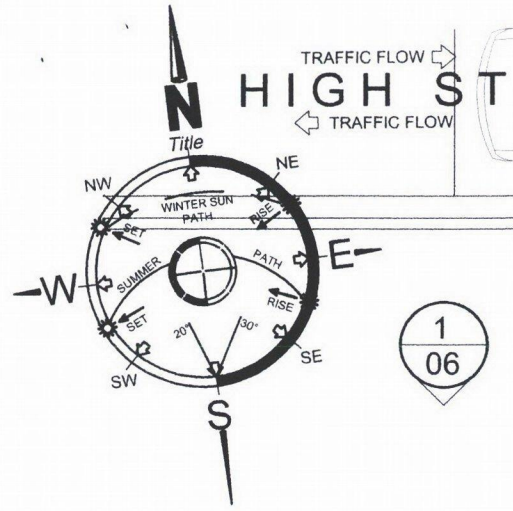 TRAFFIC FLOW
HIGH ST
TRAFFIC FLOW
N
Title
NW
NE
WINTER SUN
PATH
RISE
SET
SUMMER
PATH
W
E
RISE
SET
20°
30°
SW
SE
S
1
06